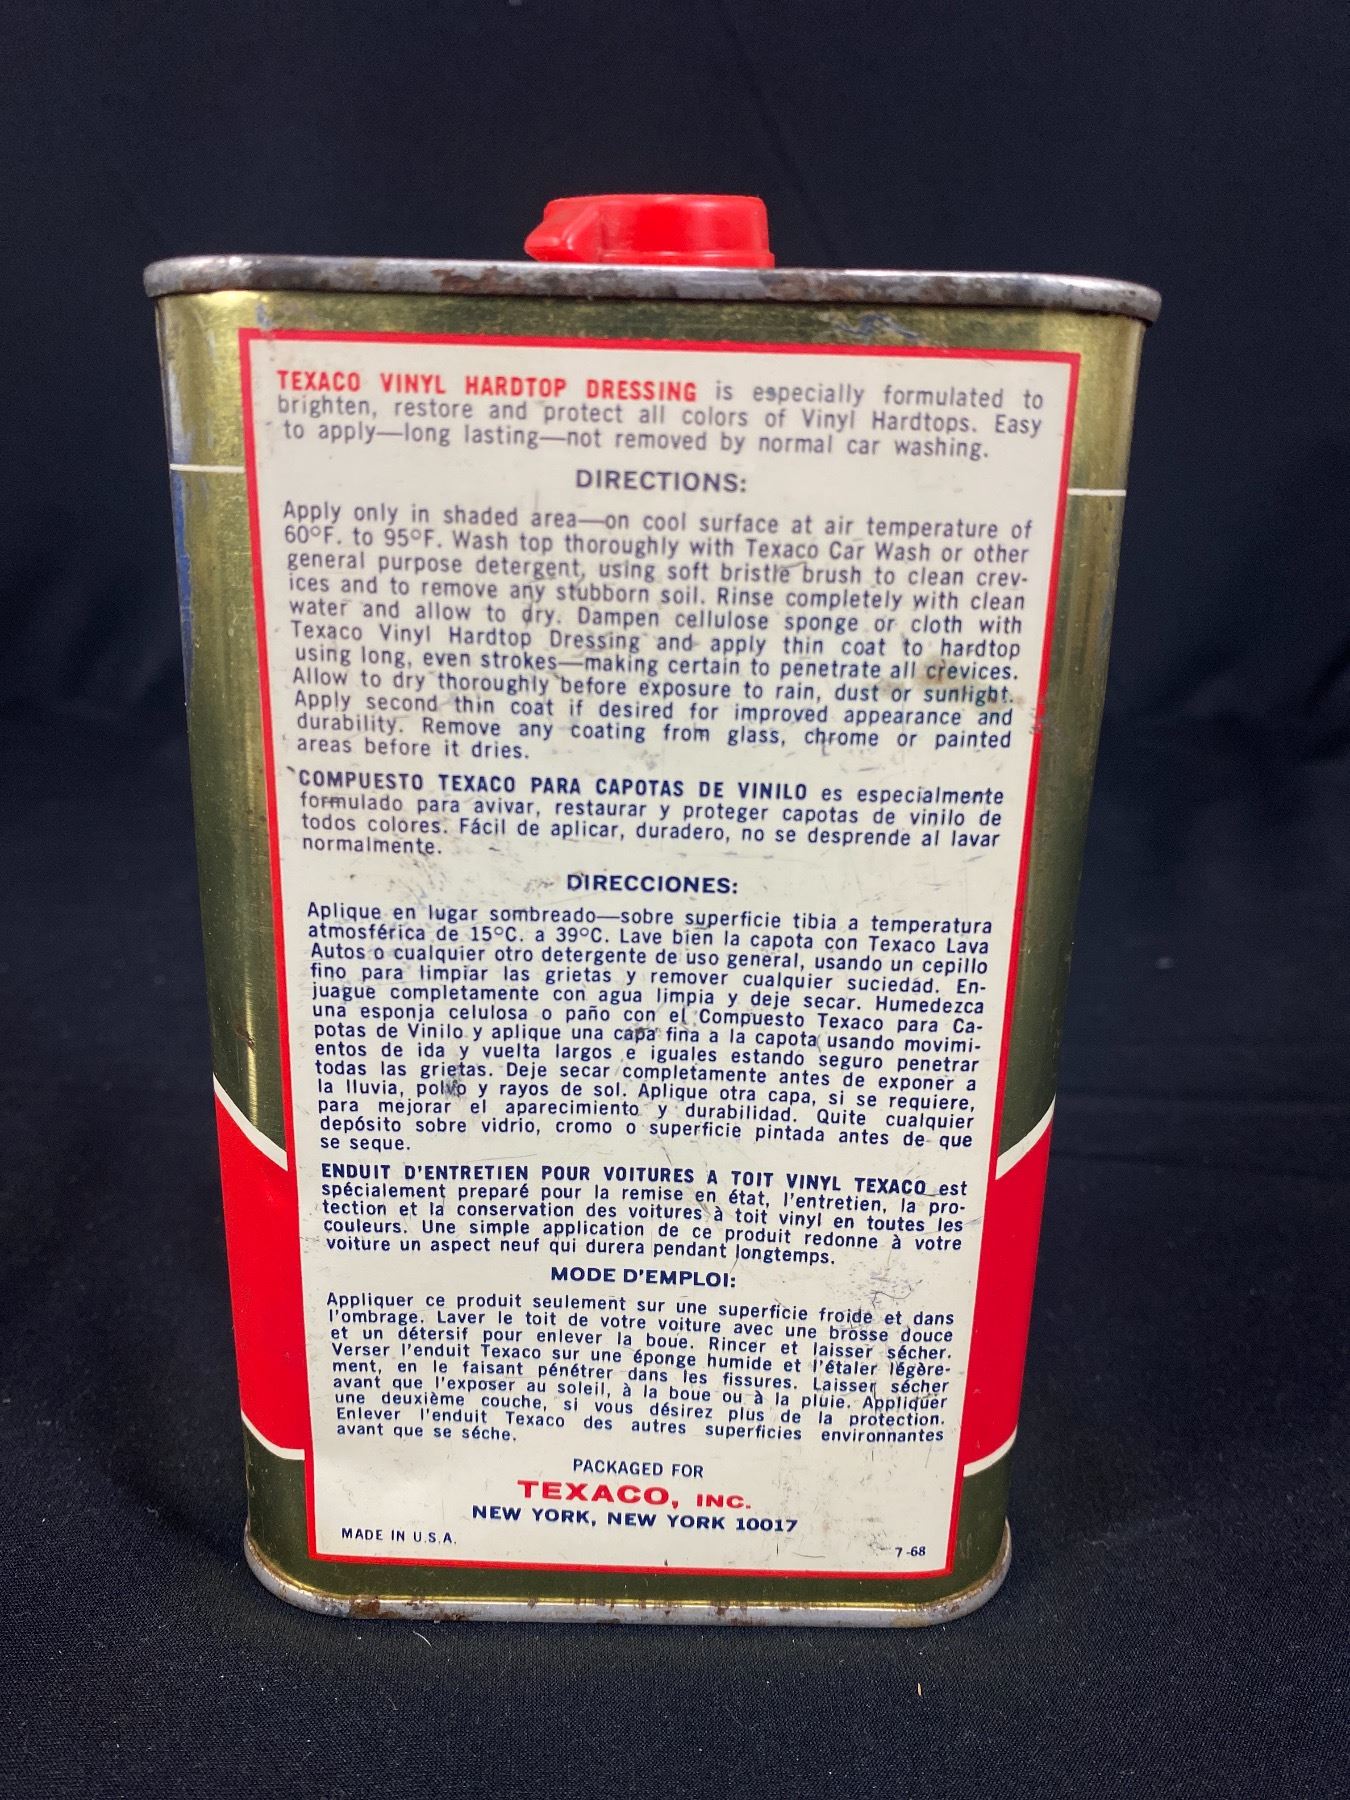 TEXACO VINYL HARDTOP DRESSING is especially formulated to
brighten, restore and protect all colors of Vinyl Hardtops. Easy
to apply—long lasting—not removed by normal car washing.
DIRECTIONS:
Apply only in shaded area—on cool surface at air temperature of
60°F. to 95°F. Wash top thoroughly with Texaco Car Wash or other
general purpose detergent, using soft bristle brush to clean crev-
ices and to remove any stubborn soil. Rinse completely with clean
water and allow to dry. Dampen cellulose sponge or cloth with
Texaco Vinyl Hardtop Dressing and apply thin coat to hardtop
using long, even strokes—making certain to penetrate all crevices.
Allow to dry thoroughly before exposure to rain, dust or sunlight.
Apply second thin coat if desired for improved appearance and
durability. Remove any coating from glass, chrome or painted
areas before it dries.
COMPUESTO TEXACO PARA CAPOTAS DE VINILO es especialmente
formulado para avivar, restaurar y proteger capotas de vinilo de
todos colores. Fácil de aplicar, duradero, no se desprende al lavar
normalmente.
DIRECCIONES:
Aplique en lugar sombreado—sobre superficie tibia a temperatura
atmosférica de 15°C. a 39°C. Lave bien la capota con Texaco Lava
Autos o cualquier otro detergente de uso general, usando un cepillo
fino para limpiar las grietas y remover cualquier suciedad. En-
juague completamente con agua limpia y deje secar. Humedezca
una esponja celulosa o paño con el Compuesto Texaco para Ca-
potas de Vinilo y aplique una capa fina a la capota usando movimi-
entos de ida y vuelta largos e iguales estando seguro penetrar
todas las grietas. Deje secar completamente antes de exponer a
la lluvia, polvo y rayos de sol. Aplique otra capa, si se requiere,
para mejorar el aparecimiento y durabilidad. Quite cualquier
depósito sobre vidrio, cromo o superficie pintada antes de que
se seque.
ENDUIT D'ENTRETIEN POUR VOITURES A TOIT VINYL TEXACO est
spécialement preparé pour la remise en état, l'entretien, la pro-
tection et la conservation des voitures à toit vinyl en toutes les
couleurs. Une simple application de ce produit redonne à votre
voiture un aspect neuf qui durera pendant longtemps.
MODE D'EMPLOI:
Appliquer ce produit seulement sur une superficie froide et dans
l'ombrage. Laver le toit de votre voiture avec une brosse douce
et un détersif pour enlever la boue. Rincer et laisser sécher.
Verser l'enduit Texaco sur une éponge humide et l'étaler légère-
ment, en le faisant pénétrer dans les fissures. Laisser sécher
avant que l'exposer au soleil, à la boue ou à la pluie. Appliquer
une deuxième couche, si vous désirez plus de la protection.
Enlever l'enduit Texaco des autres superficies environnantes
avant que se séche.
PACKAGED FOR
TEXACO, INC.
NEW YORK, NEW YORK 10017
MADE IN U.S.A.
7-68